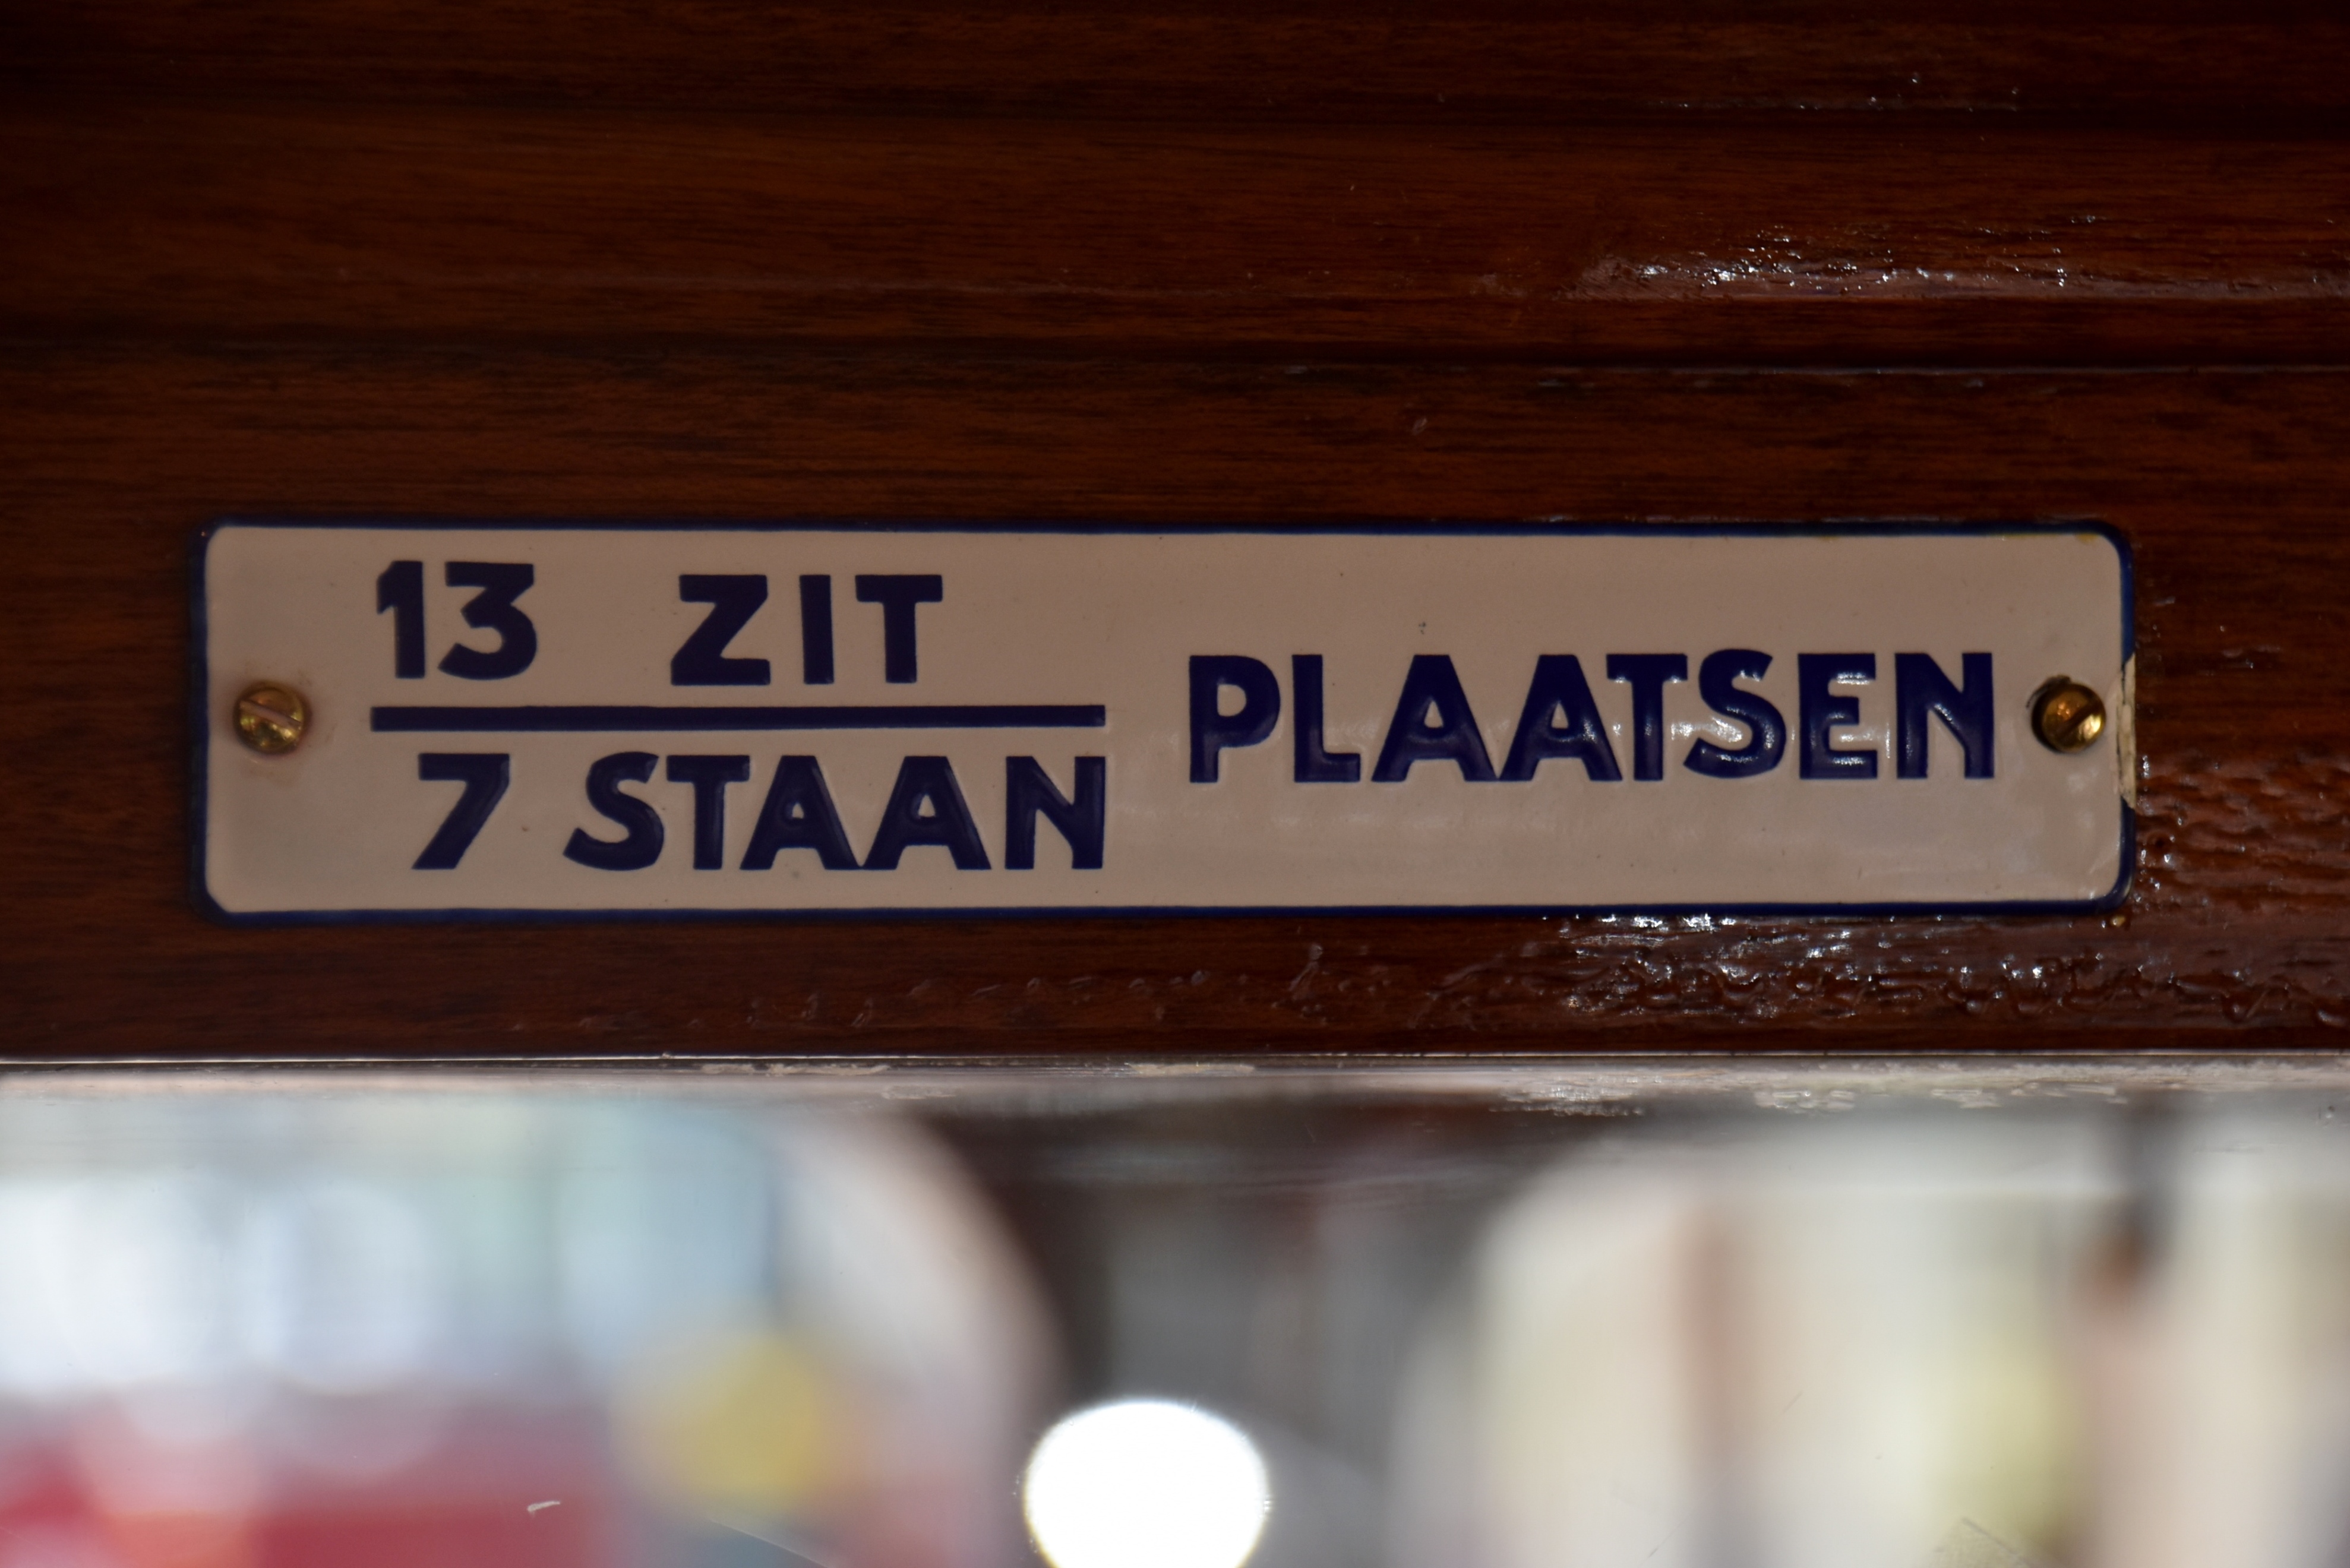 13 ZIT
7 STAAN
PLAATSEN